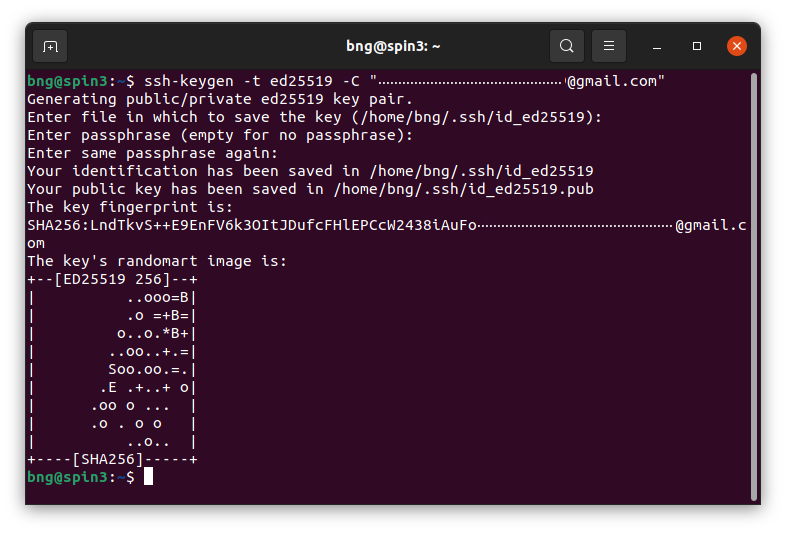 bng@spin3: ~
bng@spin3:~$ ssh-keygen -t ed25519 -C "@gmail.com"
Generating public/private ed25519 key pair.
Enter file in which to save the key (/home/bng/.ssh/id_ed25519):
Enter passphrase (empty for no passphrase):
Enter same passphrase again:
Your identification has been saved in /home/bng/.ssh/id_ed25519
Your public key has been saved in /home/bng/.ssh/id_ed25519.pub
The key fingerprint is:
SHA256:LndTkvS++E9EnFV6k3OItJDufcFHlEPCcW2438iAuFo @gmail.c
om
The key's randomart image is:
+--[ED25519 256]--+
|          ..ooo=B|
|          .o =+B=|
|         o..o.*B+|
|        ..oo..+.=|
|        Soo.oo.=.|
|       .E .+..+ o|
|      .oo o ...  |
|      .o . o o   |
|          ..o..  |
+----[SHA256]-----+
bng@spin3:~$